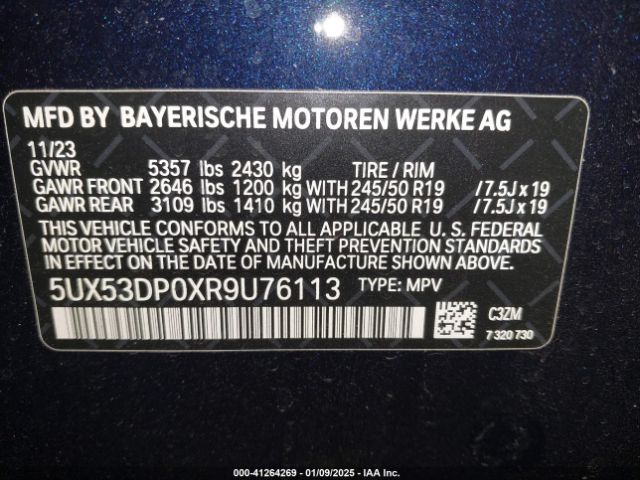 MFD BY BAYERISCHE MOTOREN WERKE AG
11/23
GVWR 5357 lbs 2430 kg TIRE / RIM
GAWR FRONT 2646 lbs 1200 kg WITH 245/50 R19 /7.5J x 19
GAWR REAR 3109 lbs 1410 kg WITH 245/50 R19 /7.5J x 19
THIS VEHICLE CONFORMS TO ALL APPLICABLE U. S. FEDERAL
MOTOR VEHICLE SAFETY AND THEFT PREVENTION STANDARDS
IN EFFECT ON THE DATE OF MANUFACTURE SHOWN ABOVE.
5UX53DP0XR9U76113 TYPE: MPV
C3ZM
7 320 730
000-41264269 | 01/09/2025 | IAA Inc.